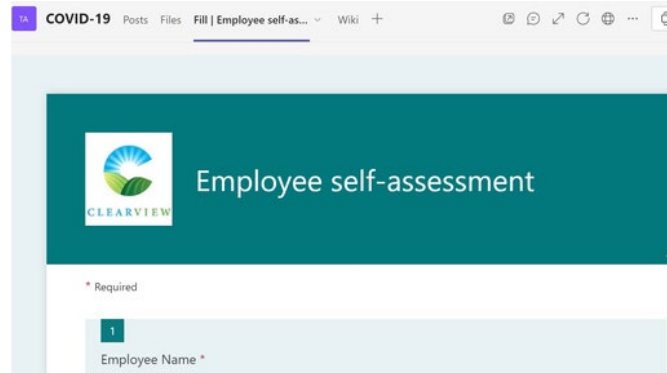 TA COVID-19 Posts Files Fill | Employee self-as... Wiki
CLEARVIEW
Employee self-assessment
* Required
1
Employee Name *